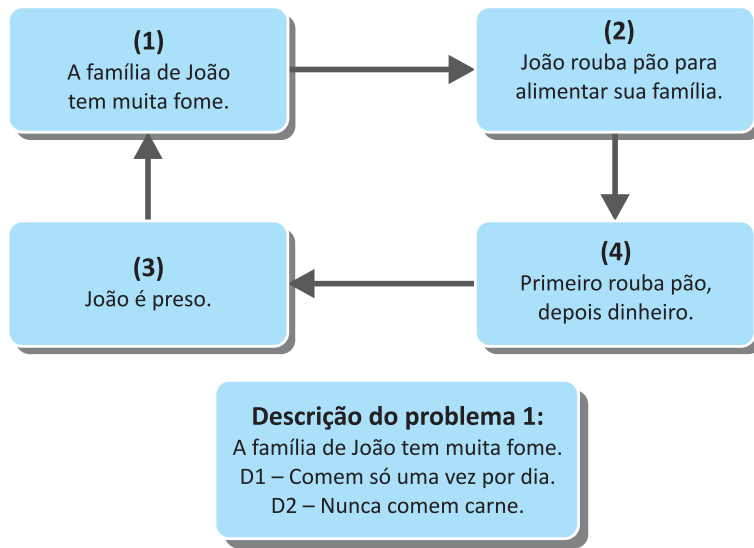 (1)
A família de João
tem muita fome.
(2)
João rouba pão para
alimentar sua família.
(3)
João é preso.
(4)
Primeiro rouba pão,
depois dinheiro.
Descrição do problema 1:
A família de João tem muita fome.
D1 – Comem só uma vez por dia.
D2 – Nunca comem carne.